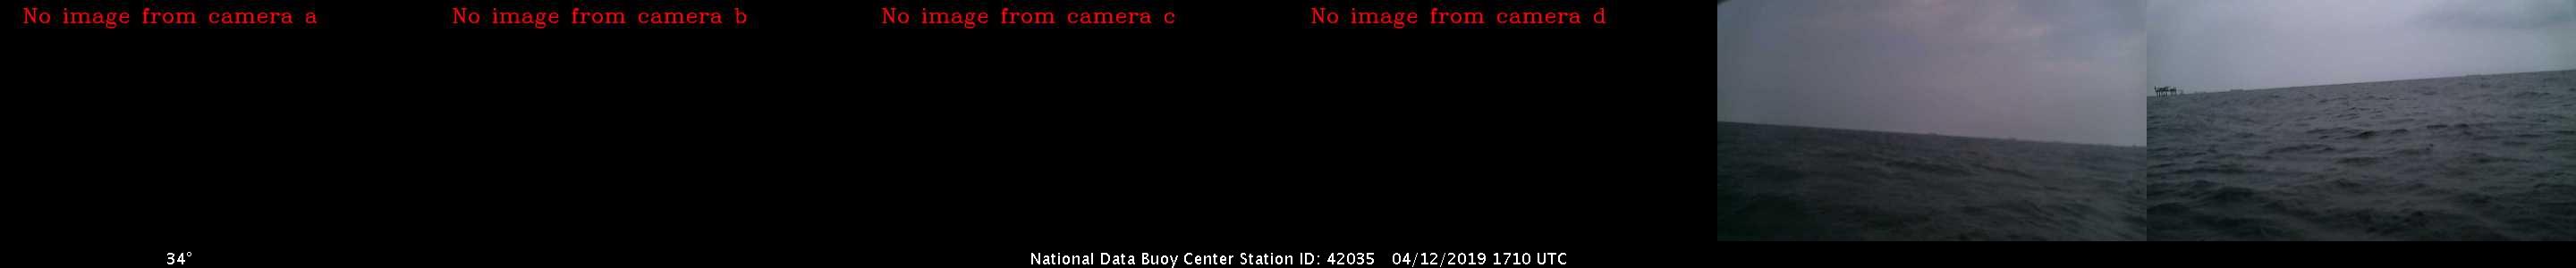 No image from camera a
No image from camera b
No image from camera c
No image from camera d
34°
National Data Buoy Center Station ID: 42035 04/12/2019 1710 UTC